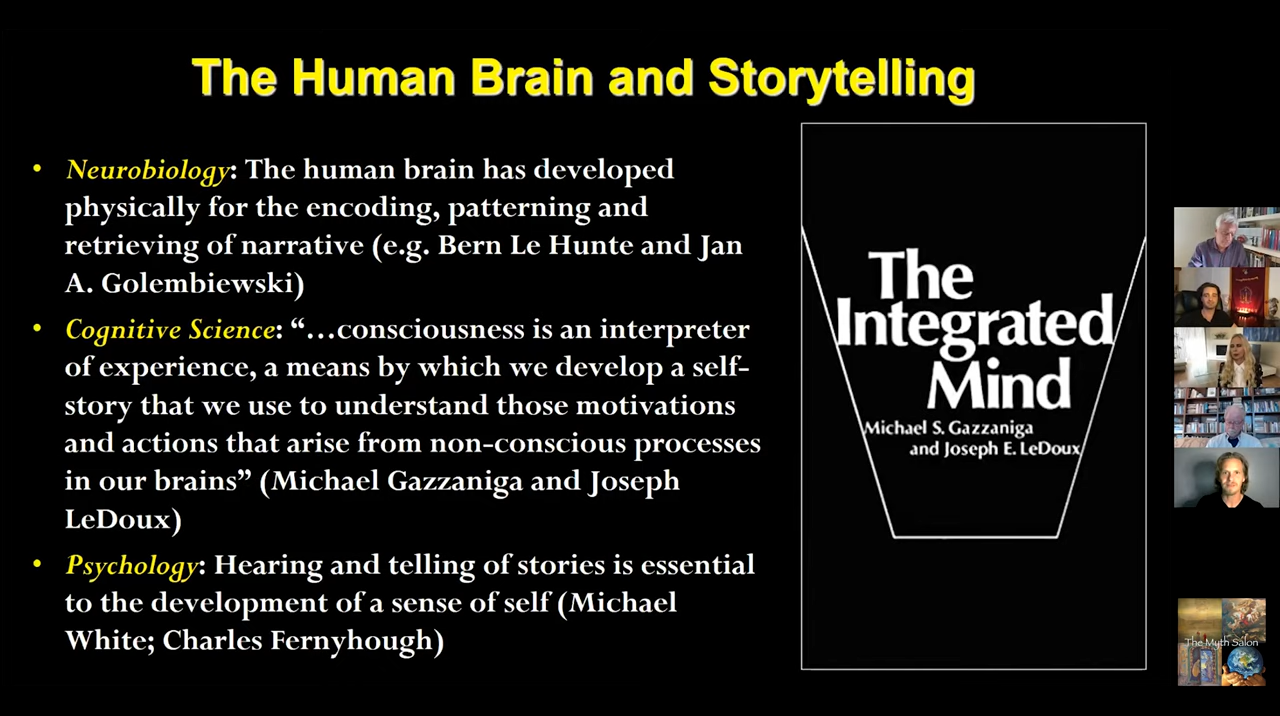 The Human Brain and Storytelling
• Neurobiology: The human brain has developed
physically for the encoding, patterning and
retrieving of narrative (e.g. Bern Le Hunte and Jan
A. Golembiewski)
• Cognitive Science: “…consciousness is an interpreter
of experience, a means by which we develop a self-
story that we use to understand those motivations
and actions that arise from non-conscious processes
in our brains” (Michael Gazzaniga and Joseph
LeDoux)
• Psychology: Hearing and telling of stories is essential
to the development of a sense of self (Michael
White; Charles Fernyhough)
The
Integrated
Mind
Michael S. Gazzaniga
and Joseph E. LeDoux
The Myth Salon